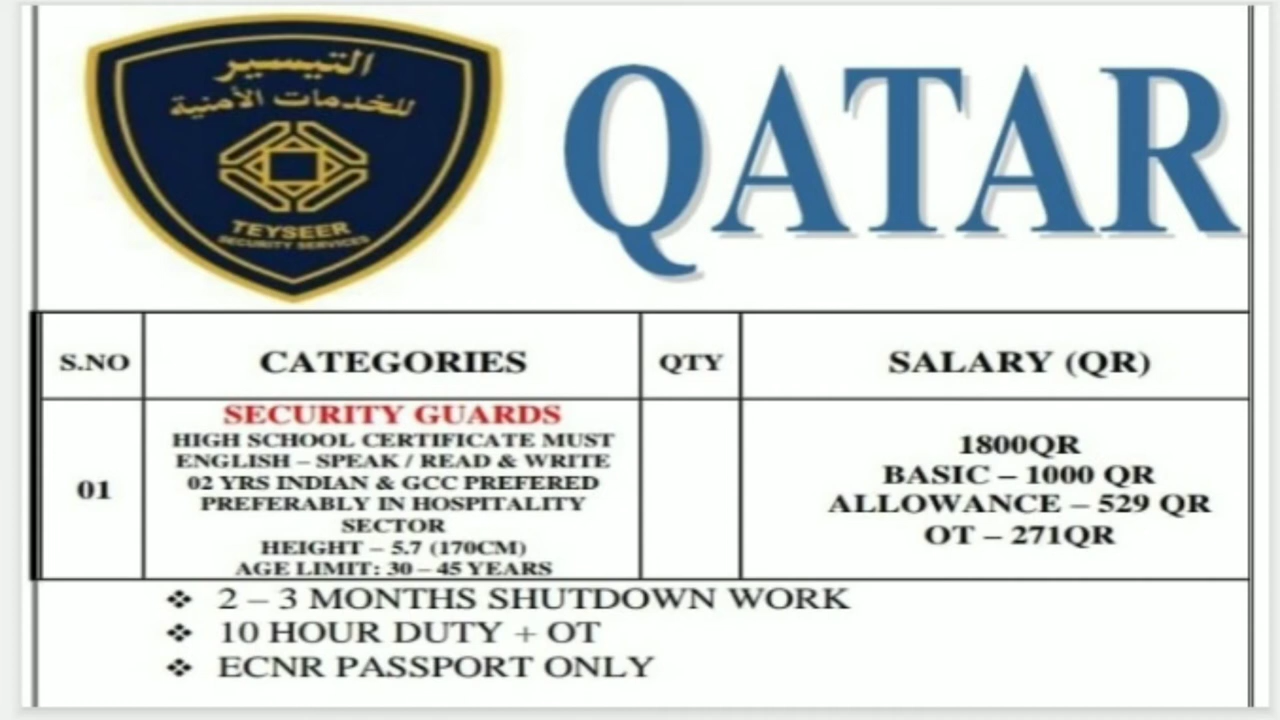 التيسير
للخدمات الأمنية
TEYSEER
SECURITY SERVICES
QATAR
S.NO
CATEGORIES
QTY
SALARY (QR)
01
SECURITY GUARDS
HIGH SCHOOL CERTIFICATE MUST
ENGLISH – SPEAK / READ & WRITE
02 YRS INDIAN & GCC PREFERED
PREFERABLY IN HOSPITALITY
SECTOR
HEIGHT – 5.7 (170CM)
AGE LIMIT: 30 – 45 YEARS
1800QR
BASIC – 1000 QR
ALLOWANCE – 529 QR
OT – 271QR
❖ 2 – 3 MONTHS SHUTDOWN WORK
❖ 10 HOUR DUTY + OT
❖ ECNR PASSPORT ONLY